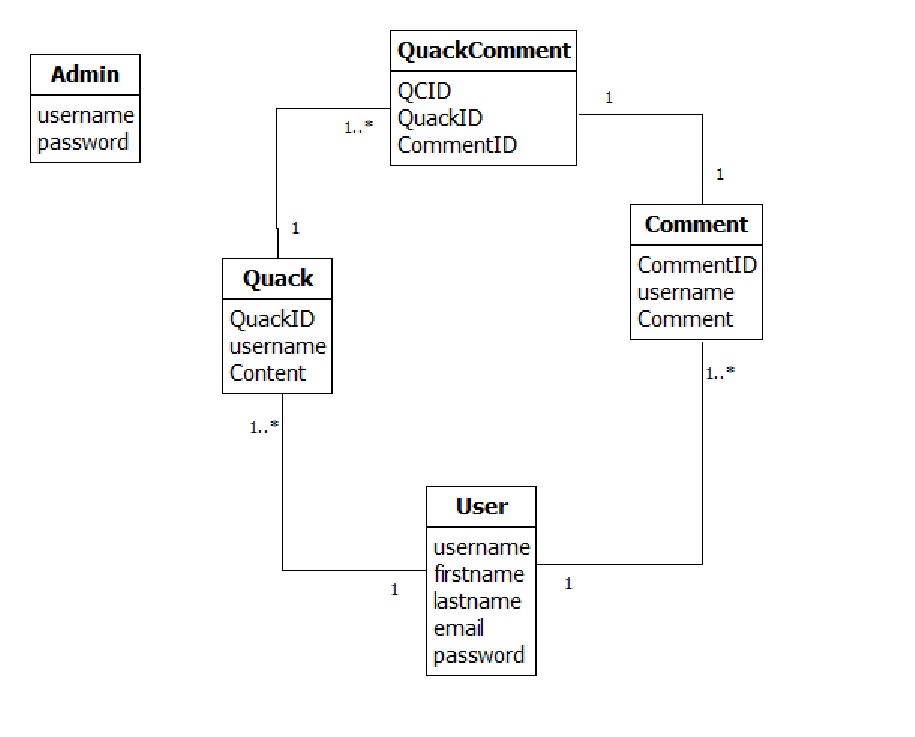 Admin
username
password
QuackComment
QCID
QuackID
CommentID
1..*
1
1
1
Quack
QuackID
username
Content
Comment
CommentID
username
Comment
1..*
1..*
User
username
firstname
lastname
email
password
1
1